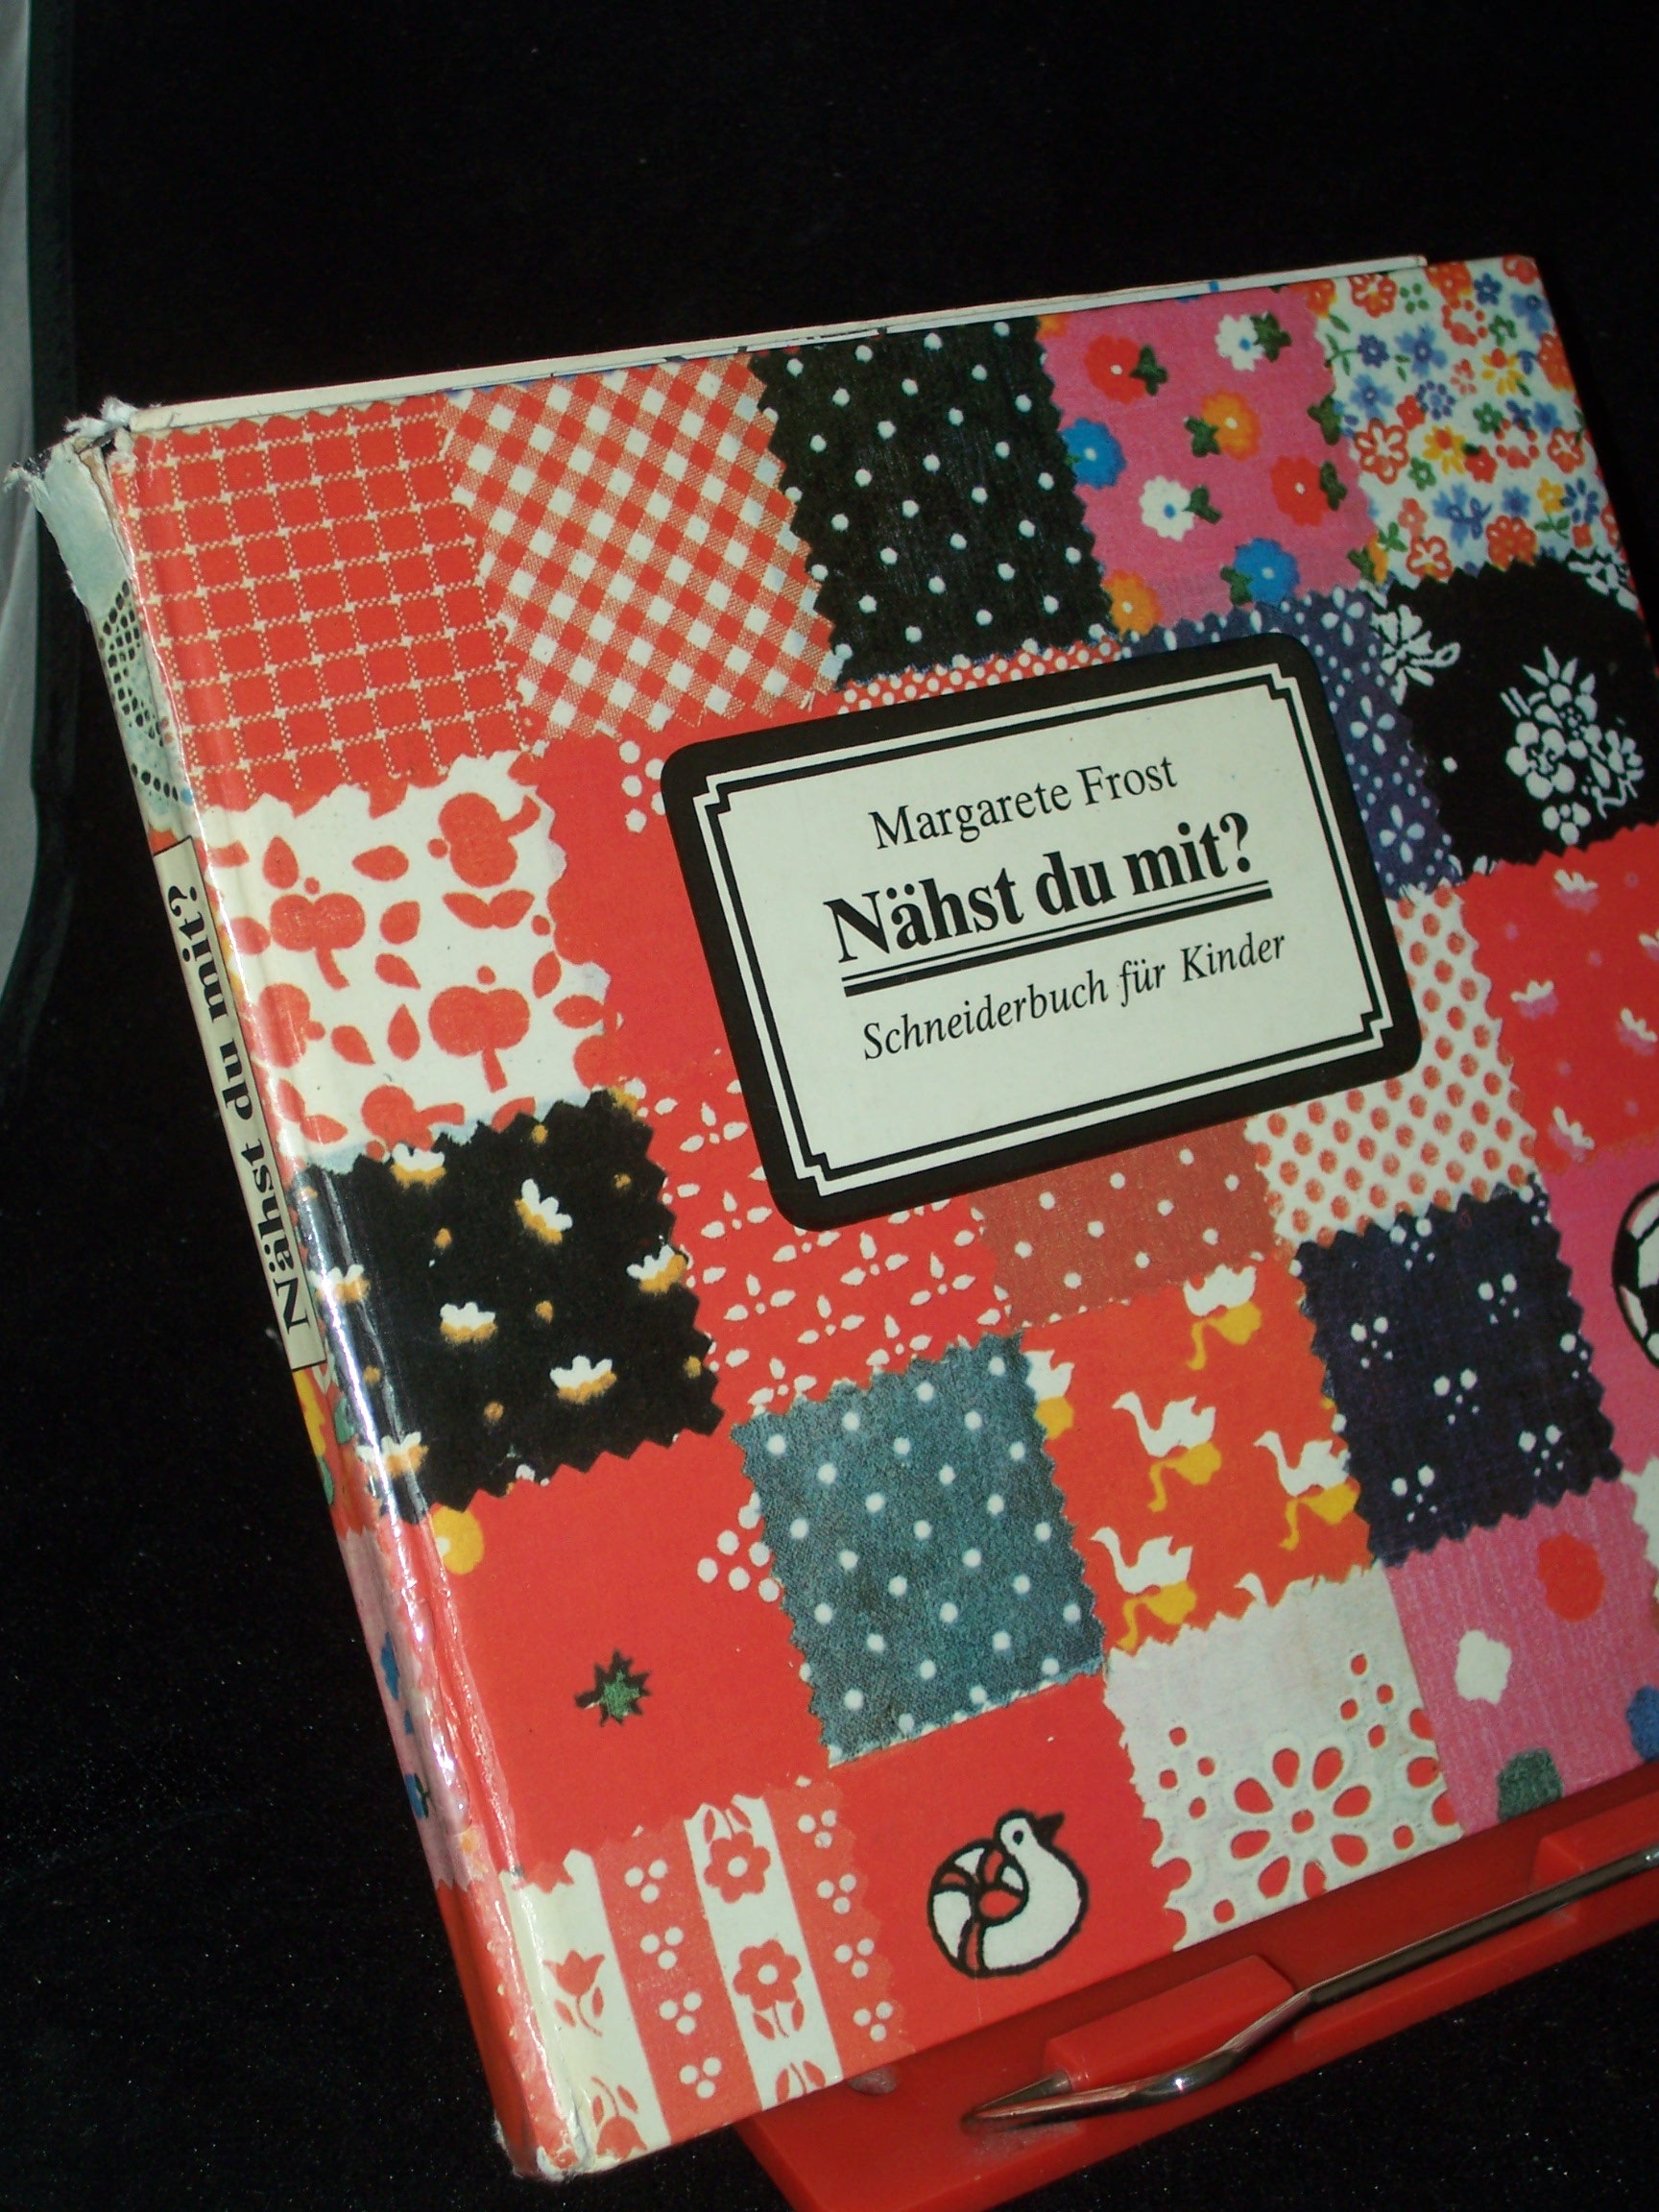 Margarete Frost
Nähst du mit?
Schneiderbuch für Kinder
Nähst du mit?